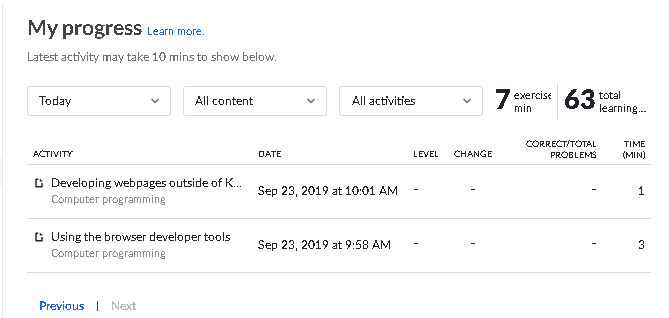 My progress Learn more.
Latest activity may take 10 mins to show below.
Today All content All activities 7 exercise min 63 total learning...
ACTIVITY DATE LEVEL CHANGE CORRECT/TOTAL PROBLEMS TIME (MIN)
Developing webpages outside of K... Sep 23, 2019 at 10:01 AM - - - 1
Computer programming
Using the browser developer tools Sep 23, 2019 at 9:58 AM - - - 3
Computer programming
Previous | Next